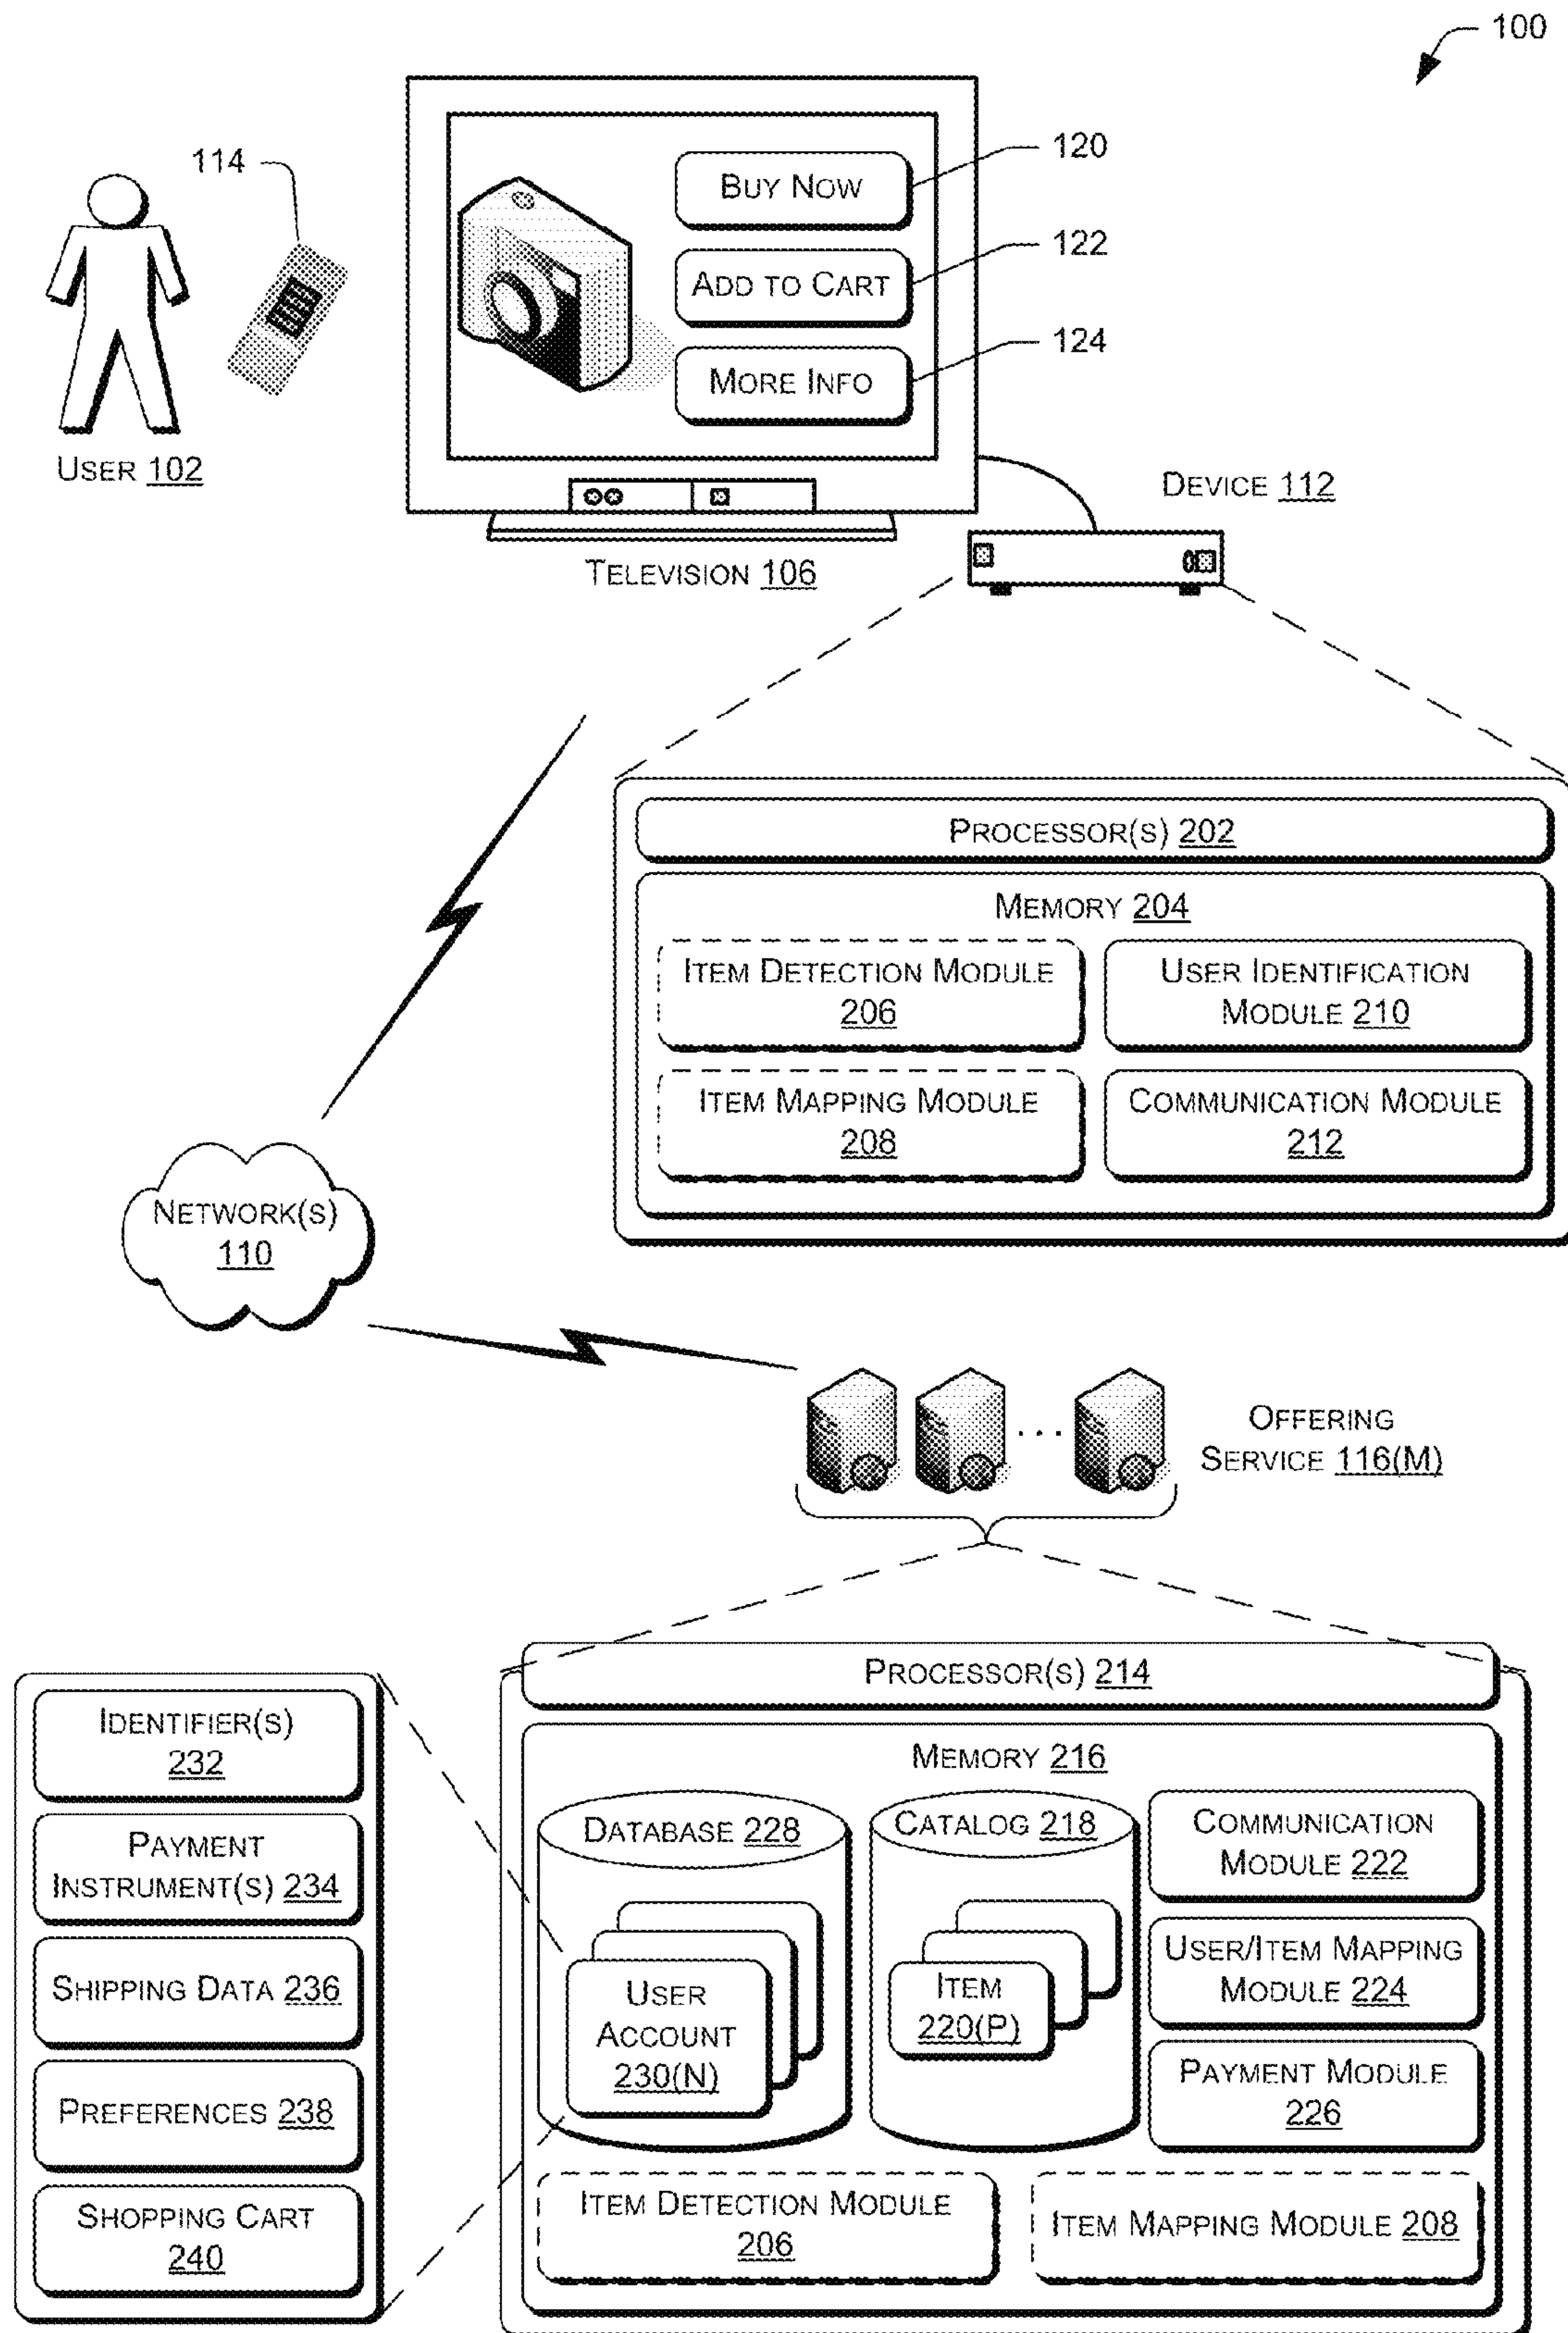 100
114
120
BUY NOW
122
ADD TO CART
124
MORE INFO
USER 102
DEVICE 112
TELEVISION 106
PROCESSOR(S) 202
MEMORY 204
ITEM DETECTION MODULE
206
USER IDENTIFICATION
MODULE 210
ITEM MAPPING MODULE
208
COMMUNICATION MODULE
212
NETWORK(S)
110
...
OFFERING
SERVICE 116(M)
PROCESSOR(S) 214
MEMORY 216
DATABASE 228
USER
ACCOUNT
230(N)
CATALOG 218
ITEM
220(P)
COMMUNICATION
MODULE 222
USER/ITEM MAPPING
MODULE 224
PAYMENT MODULE
226
ITEM DETECTION MODULE
206
ITEM MAPPING MODULE 208
IDENTIFIER(S)
232
PAYMENT
INSTRUMENT(S) 234
SHIPPING DATA 236
PREFERENCES 238
SHOPPING CART
240